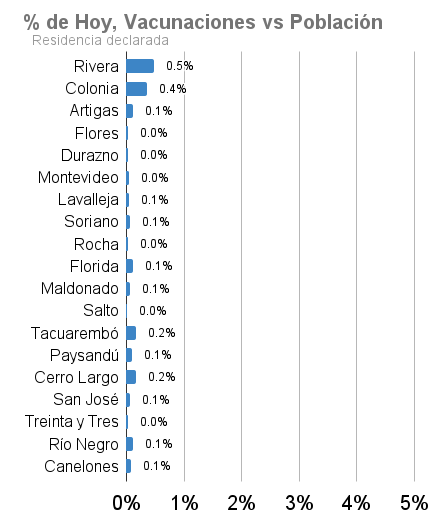 % de Hoy, Vacunaciones vs Población
Residencia declarada
Rivera 0.5%
Colonia 0.4%
Artigas 0.1%
Flores 0.0%
Durazno 0.0%
Montevideo 0.0%
Lavalleja 0.1%
Soriano 0.1%
Rocha 0.0%
Florida 0.1%
Maldonado 0.1%
Salto 0.0%
Tacuarembó 0.2%
Paysandú 0.1%
Cerro Largo 0.2%
San José 0.1%
Treinta y Tres 0.0%
Río Negro 0.1%
Canelones 0.1%
0% 1% 2% 3% 4% 5%